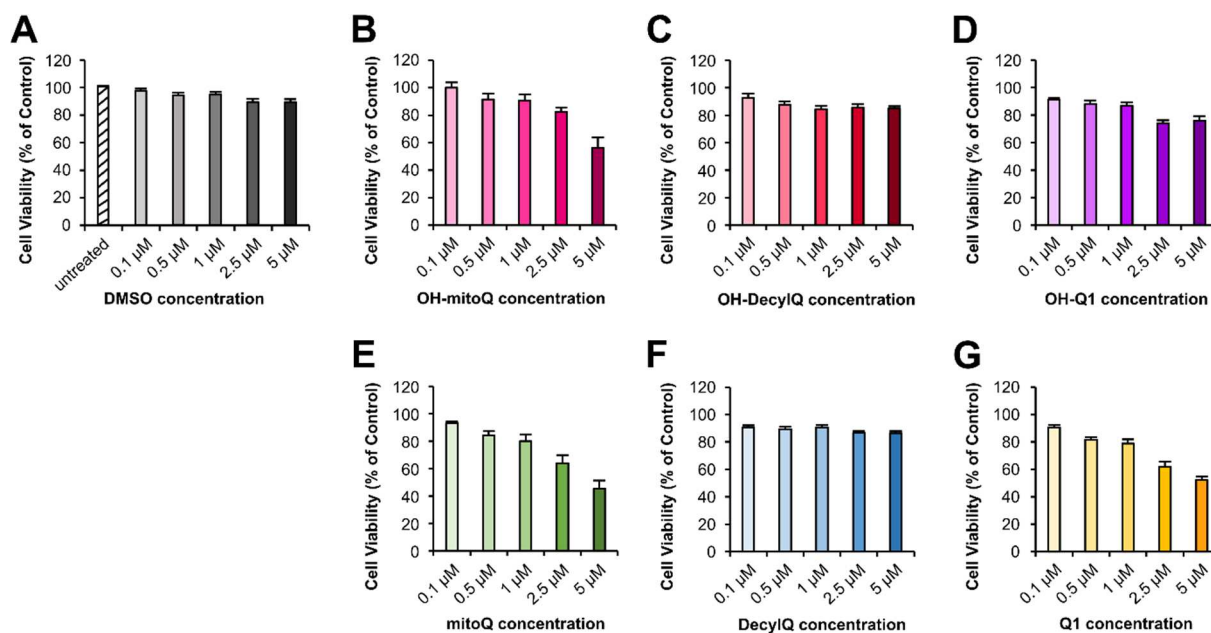 A
Cell Viability (% of Control)
120
100
80
60
40
20
0
untreated
0.1 µM
0.5 µM
1 µM
2.5 µM
5 µM
DMSO concentration
B
Cell Viability (% of Control)
120
100
80
60
40
20
0
0.1 µM
0.5 µM
1 µM
2.5 µM
5 µM
OH-mitoQ concentration
C
Cell Viability (% of Control)
120
100
80
60
40
20
0
0.1 µM
0.5 µM
1 µM
2.5 µM
5 µM
OH-DecylQ concentration
D
Cell Viability (% of Control)
120
100
80
60
40
20
0
0.1 µM
0.5 µM
1 µM
2.5 µM
5 µM
OH-Q1 concentration
E
Cell Viability (% of Control)
120
100
80
60
40
20
0
0.1 µM
0.5 µM
1 µM
2.5 µM
5 µM
mitoQ concentration
F
Cell Viability (% of Control)
120
100
80
60
40
20
0
0.1 µM
0.5 µM
1 µM
2.5 µM
5 µM
DecylQ concentration
G
Cell Viability (% of Control)
120
100
80
60
40
20
0
0.1 µM
0.5 µM
1 µM
2.5 µM
5 µM
Q1 concentration